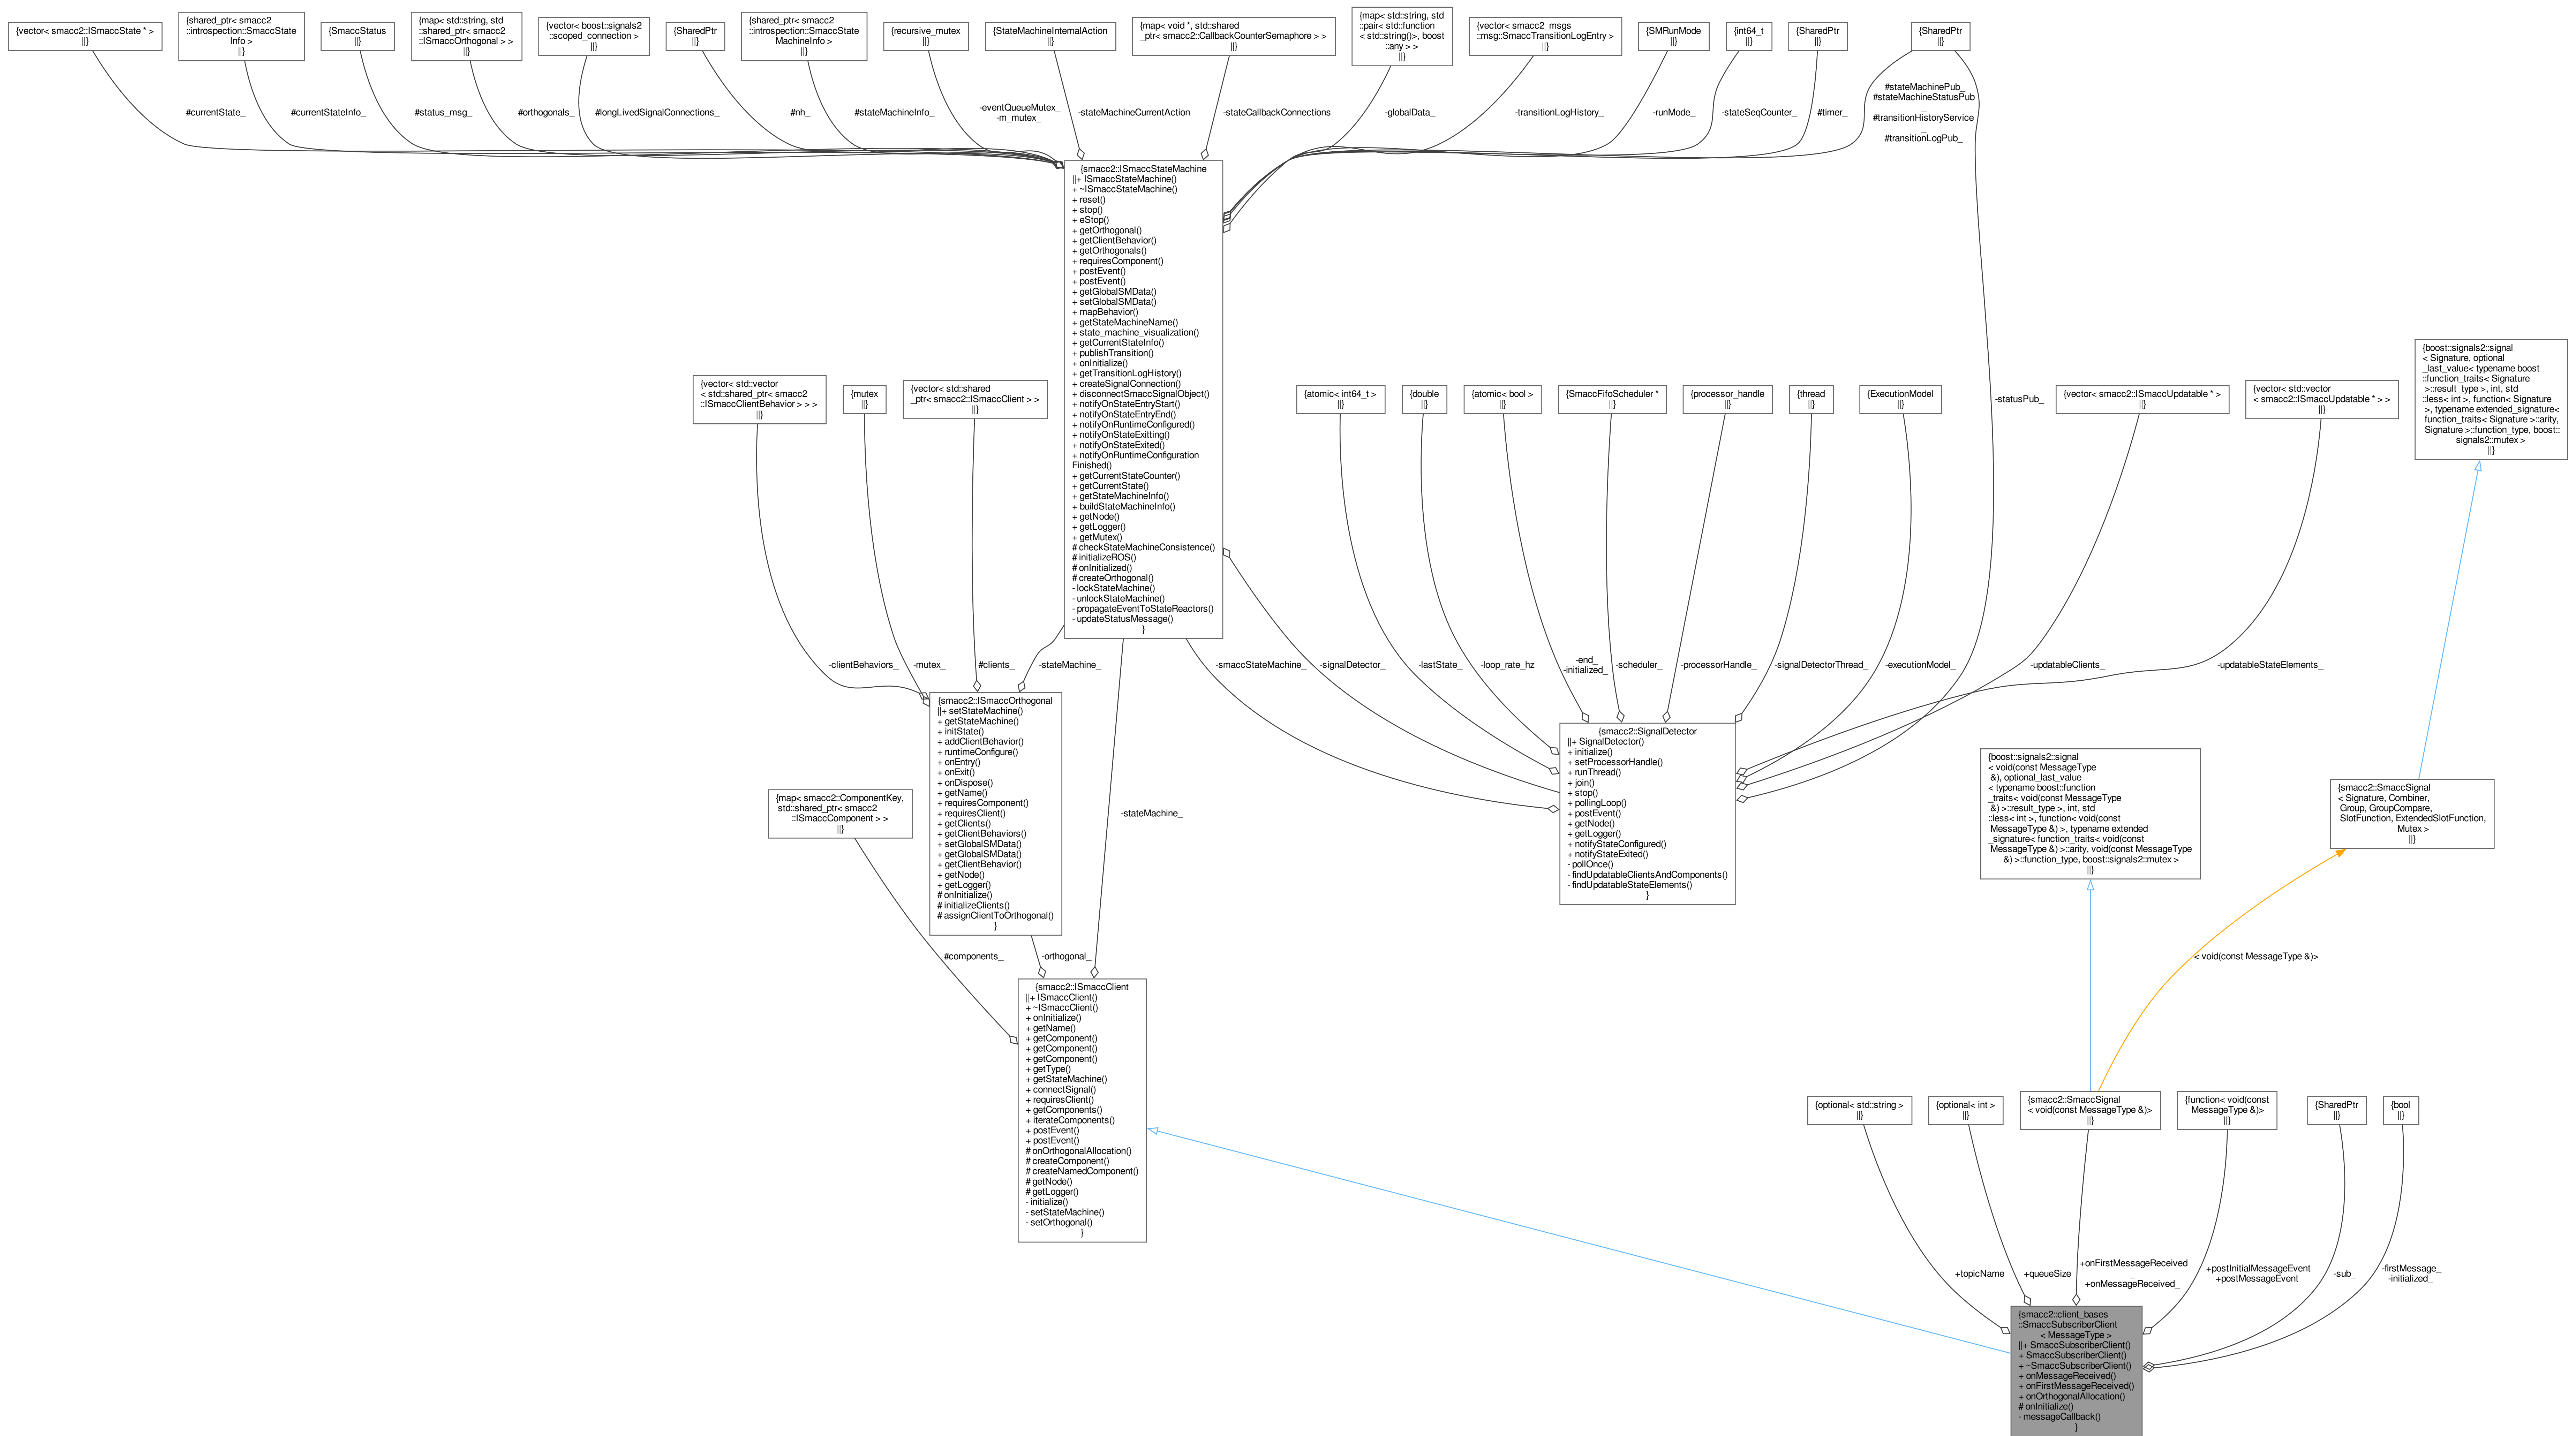 {vector< smacc2::ISmaccState * >
||}
{shared_ptr< smacc2
::introspection::SmaccState
Info >
||}
{SmaccStatus
||}
{map< std::string, std
::shared_ptr< smacc2
::ISmaccOrthogonal > >
||}
{vector< boost::signals2
::scoped_connection >
||}
{SharedPtr
||}
{shared_ptr< smacc2
::introspection::SmaccState
MachineInfo >
||}
{recursive_mutex
||}
{StateMachineInternalAction
||}
{map< void *, std::shared
_ptr< smacc2::CallbackCounterSemaphore > >
||}
{map< std::string, std
::pair< std::function
< std::string()>, boost
::any > >
||}
{vector< smacc2_msgs
::msg::SmaccTransitionLogEntry >
||}
{SMRunMode
||}
{int64_t
||}
{SharedPtr
||}
{SharedPtr
||}
#currentState_
#currentStateInfo_
#status_msg_
#orthogonals_
#longLivedSignalConnections_
#nh_
#stateMachineInfo_
-eventQueueMutex_
-m_mutex_
-stateMachineCurrentAction
-stateCallbackConnections
-globalData_
-transitionLogHistory_
-runMode_
-stateSeqCounter_
#timer_
#stateMachinePub_
#stateMachineStatusPub
_
#transitionHistoryService
_
#transitionLogPub_
{smacc2::ISmaccStateMachine
||+ ISmaccStateMachine()
+ ~ISmaccStateMachine()
+ reset()
+ stop()
+ eStop()
+ getOrthogonal()
+ getClientBehavior()
+ getOrthogonals()
+ requiresComponent()
+ postEvent()
+ postEvent()
+ getGlobalSMData()
+ setGlobalSMData()
+ mapBehavior()
+ getStateMachineName()
+ state_machine_visualization()
+ getCurrentStateInfo()
+ publishTransition()
+ onInitialize()
+ getTransitionLogHistory()
+ createSignalConnection()
+ disconnectSmaccSignalObject()
+ notifyOnStateEntryStart()
+ notifyOnStateEntryEnd()
+ notifyOnRuntimeConfigured()
+ notifyOnStateExitting()
+ notifyOnStateExited()
+ notifyOnRuntimeConfiguration
Finished()
+ getCurrentStateCounter()
+ getCurrentState()
+ getStateMachineInfo()
+ buildStateMachineInfo()
+ getNode()
+ getLogger()
+ getMutex()
# checkStateMachineConsistence()
# initializeROS()
# onInitialized()
# createOrthogonal()
- lockStateMachine()
- unlockStateMachine()
- propagateEventToStateReactors()
- updateStatusMessage()
}
{vector< std::vector
< std::shared_ptr< smacc2
::ISmaccClientBehavior > > >
||}
{mutex
||}
{vector< std::shared
_ptr< smacc2::ISmaccClient > >
||}
{atomic< int64_t >
||}
{double
||}
{atomic< bool >
||}
{SmaccFifoScheduler *
||}
{processor_handle
||}
{thread
||}
{ExecutionModel
||}
-statusPub_
{vector< smacc2::ISmaccUpdatable * >
||}
{vector< std::vector
< smacc2::ISmaccUpdatable * > >
||}
{boost::signals2::signal
< Signature, optional
_last_value< typename boost
::function_traits< Signature
>::result_type >, int, std
::less< int >, function< Signature
>, typename extended_signature<
function_traits< Signature >::arity,
Signature >::function_type, boost::
signals2::mutex >
||}
-clientBehaviors_
-mutex_
#clients_
-stateMachine_
-smaccStateMachine_
-signalDetector_
-lastState_
-loop_rate_hz
-end_
-initialized_
-scheduler_
-processorHandle_
-signalDetectorThread_
-executionModel_
-updatableClients_
-updatableStateElements_
{smacc2::ISmaccOrthogonal
||+ setStateMachine()
+ getStateMachine()
+ initState()
+ addClientBehavior()
+ runtimeConfigure()
+ onEntry()
+ onExit()
+ onDispose()
+ getName()
+ requiresComponent()
+ requiresClient()
+ getClients()
+ getClientBehaviors()
+ setGlobalSMData()
+ getGlobalSMData()
+ getClientBehavior()
+ getNode()
+ getLogger()
# onInitialize()
# initializeClients()
# assignClientToOrthogonal()
}
{smacc2::SignalDetector
||+ SignalDetector()
+ initialize()
+ setProcessorHandle()
+ runThread()
+ join()
+ stop()
+ pollingLoop()
+ postEvent()
+ getNode()
+ getLogger()
+ notifyStateConfigured()
+ notifyStateExited()
- pollOnce()
- findUpdatableClientsAndComponents()
- findUpdatableStateElements()
}
{map< smacc2::ComponentKey,
std::shared_ptr< smacc2
::ISmaccComponent > >
||}
-stateMachine_
{boost::signals2::signal
< void(const MessageType
&), optional_last_value
< typename boost::function
_traits< void(const MessageType
&) >::result_type >, int, std
::less< int >, function< void(const
MessageType &) >, typename extended
_signature< function_traits< void(const
MessageType &) >::arity, void(const MessageType
&) >::function_type, boost::signals2::mutex >
||}
{smacc2::SmaccSignal
< Signature, Combiner,
Group, GroupCompare,
SlotFunction, ExtendedSlotFunction,
Mutex >
||}
#components_
-orthogonal_
< void(const MessageType &)>
{smacc2::ISmaccClient
||+ ISmaccClient()
+ ~ISmaccClient()
+ onInitialize()
+ getName()
+ getComponent()
+ getComponent()
+ getComponent()
+ getType()
+ getStateMachine()
+ connectSignal()
+ requiresClient()
+ getComponents()
+ iterateComponents()
+ postEvent()
+ postEvent()
# onOrthogonalAllocation()
# createComponent()
# createNamedComponent()
# getNode()
# getLogger()
- initialize()
- setStateMachine()
- setOrthogonal()
}
{optional< std::string >
||}
{optional< int >
||}
{smacc2::SmaccSignal
< void(const MessageType &)>
||}
{function< void(const
MessageType &)>
||}
{SharedPtr
||}
{bool
||}
+topicName
+queueSize
+onFirstMessageReceived
_
+onMessageReceived_
+postInitialMessageEvent
+postMessageEvent
-sub_
-firstMessage_
-initialized_
{smacc2::client_bases
::SmaccSubscriberClient
< MessageType >
||+ SmaccSubscriberClient()
+ SmaccSubscriberClient()
+ ~SmaccSubscriberClient()
+ onMessageReceived()
+ onFirstMessageReceived()
+ onOrthogonalAllocation()
# onInitialize()
- messageCallback()
}